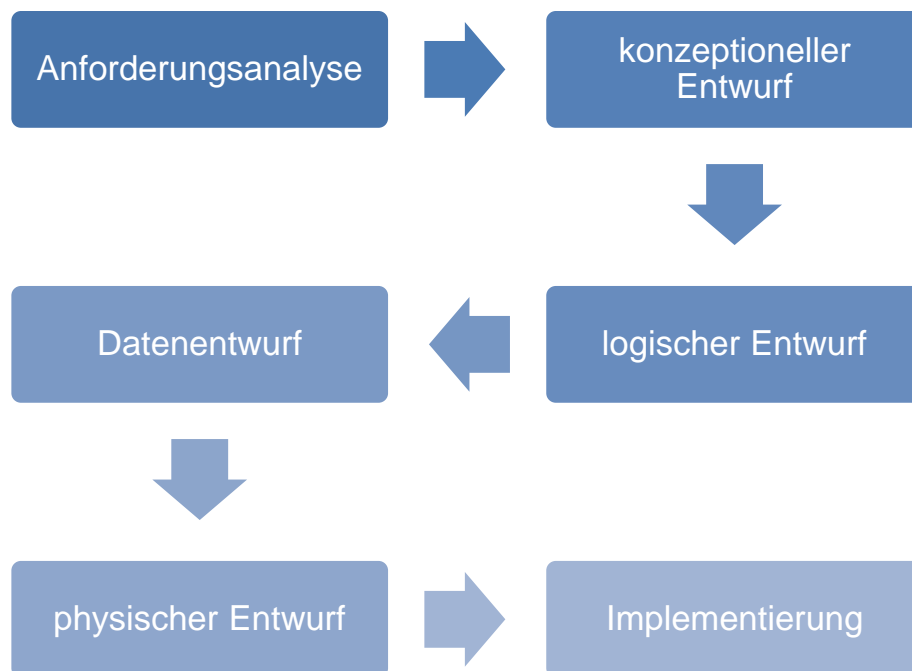 Anforderungsanalyse
konzeptioneller
Entwurf
logischer Entwurf
Datenentwurf
physischer Entwurf
Implementierung